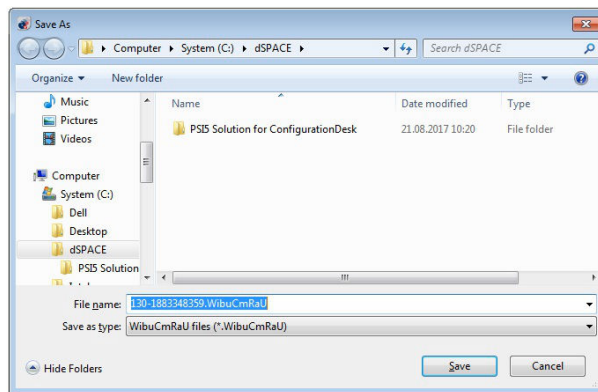 Save As
Computer ▸ System (C:) ▸ dSPACE ▸
Search dSPACE
Organize
New folder
Name
Date modified
Type
PSI5 Solution for ConfigurationDesk
21.08.2017 10:20
File folder
Music
Pictures
Videos
Computer
System (C:)
Dell
Desktop
dSPACE
PSI5 Solution
File name: 130-1883348359.WibuCmRaU
Save as type: WibuCmRaU files (*.WibuCmRaU)
Hide Folders
Save
Cancel